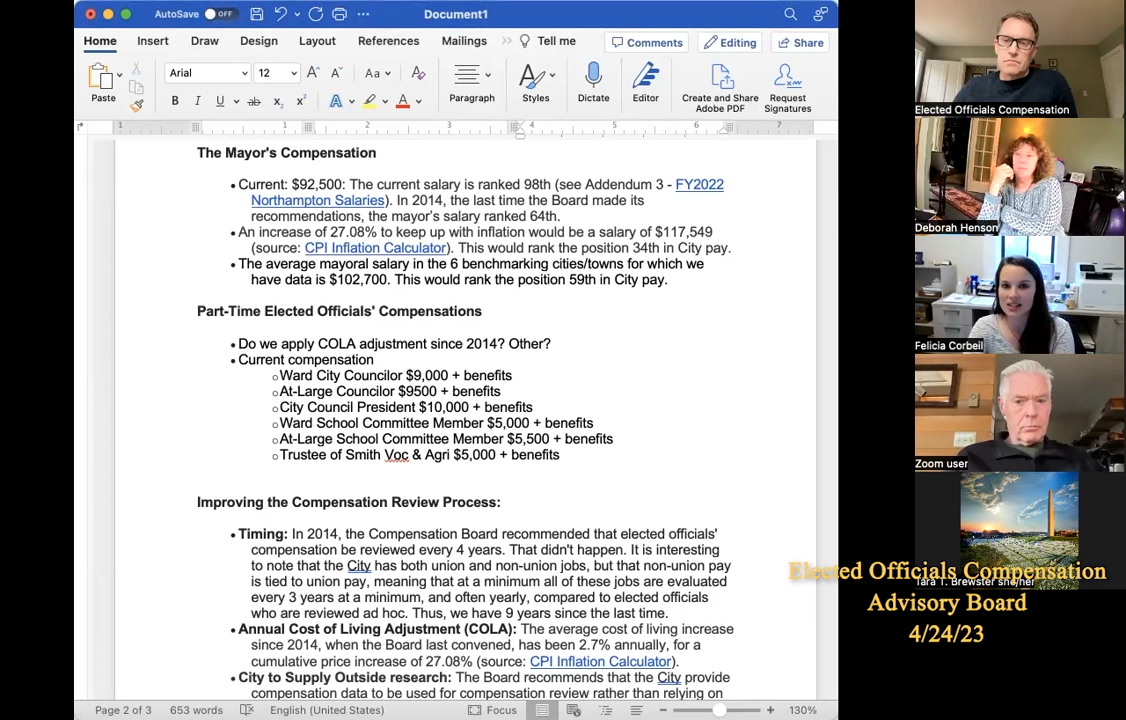 AutoSave OFF
Document1
Home Insert Draw Design Layout References Mailings Tell me Comments Editing Share
Arial 12
Paste
Paragraph Styles Dictate Editor Create and Share Adobe PDF Request Signatures
1 1 2 3 4 5 6 7
The Mayor's Compensation
• Current: $92,500: The current salary is ranked 98th (see Addendum 3 - FY2022
Northampton Salaries). In 2014, the last time the Board made its
recommendations, the mayor's salary ranked 64th.
• An increase of 27.08% to keep up with inflation would be a salary of $117,549
(source: CPI Inflation Calculator). This would rank the position 34th in City pay.
• The average mayoral salary in the 6 benchmarking cities/towns for which we
have data is $102,700. This would rank the position 59th in City pay.
Part-Time Elected Officials' Compensations
• Do we apply COLA adjustment since 2014? Other?
• Current compensation
○ Ward City Councilor $9,000 + benefits
○ At-Large Councilor $9500 + benefits
○ City Council President $10,000 + benefits
○ Ward School Committee Member $5,000 + benefits
○ At-Large School Committee Member $5,500 + benefits
○ Trustee of Smith Voc & Agri $5,000 + benefits
Improving the Compensation Review Process:
• Timing: In 2014, the Compensation Board recommended that elected officials'
compensation be reviewed every 4 years. That didn't happen. It is interesting
to note that the City has both union and non-union jobs, but that non-union pay
is tied to union pay, meaning that at a minimum all of these jobs are evaluated
every 3 years at a minimum, and often yearly, compared to elected officials
who are reviewed ad hoc. Thus, we have 9 years since the last time.
• Annual Cost of Living Adjustment (COLA): The average cost of living increase
since 2014, when the Board last convened, has been 2.7% annually, for a
cumulative price increase of 27.08% (source: CPI Inflation Calculator).
• City to Supply Outside research: The Board recommends that the City provide
compensation data to be used for compensation review rather than relying on
Page 2 of 3 653 words English (United States) Focus 130%
Elected Officials Compensation
Deborah Henson
Felicia Corbeil
Zoom user
Tara T. Brewster she/her
Elected Officials Compensation
Advisory Board
4/24/23